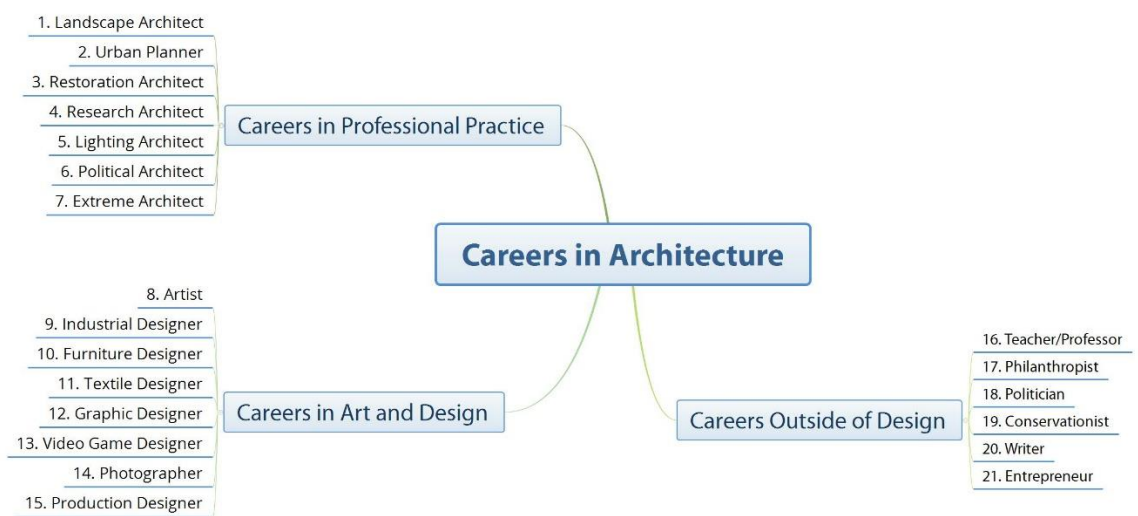 Careers in Architecture
Careers in Professional Practice
1. Landscape Architect
2. Urban Planner
3. Restoration Architect
4. Research Architect
5. Lighting Architect
6. Political Architect
7. Extreme Architect
Careers in Art and Design
8. Artist
9. Industrial Designer
10. Furniture Designer
11. Textile Designer
12. Graphic Designer
13. Video Game Designer
14. Photographer
15. Production Designer
Careers Outside of Design
16. Teacher/Professor
17. Philanthropist
18. Politician
19. Conservationist
20. Writer
21. Entrepreneur